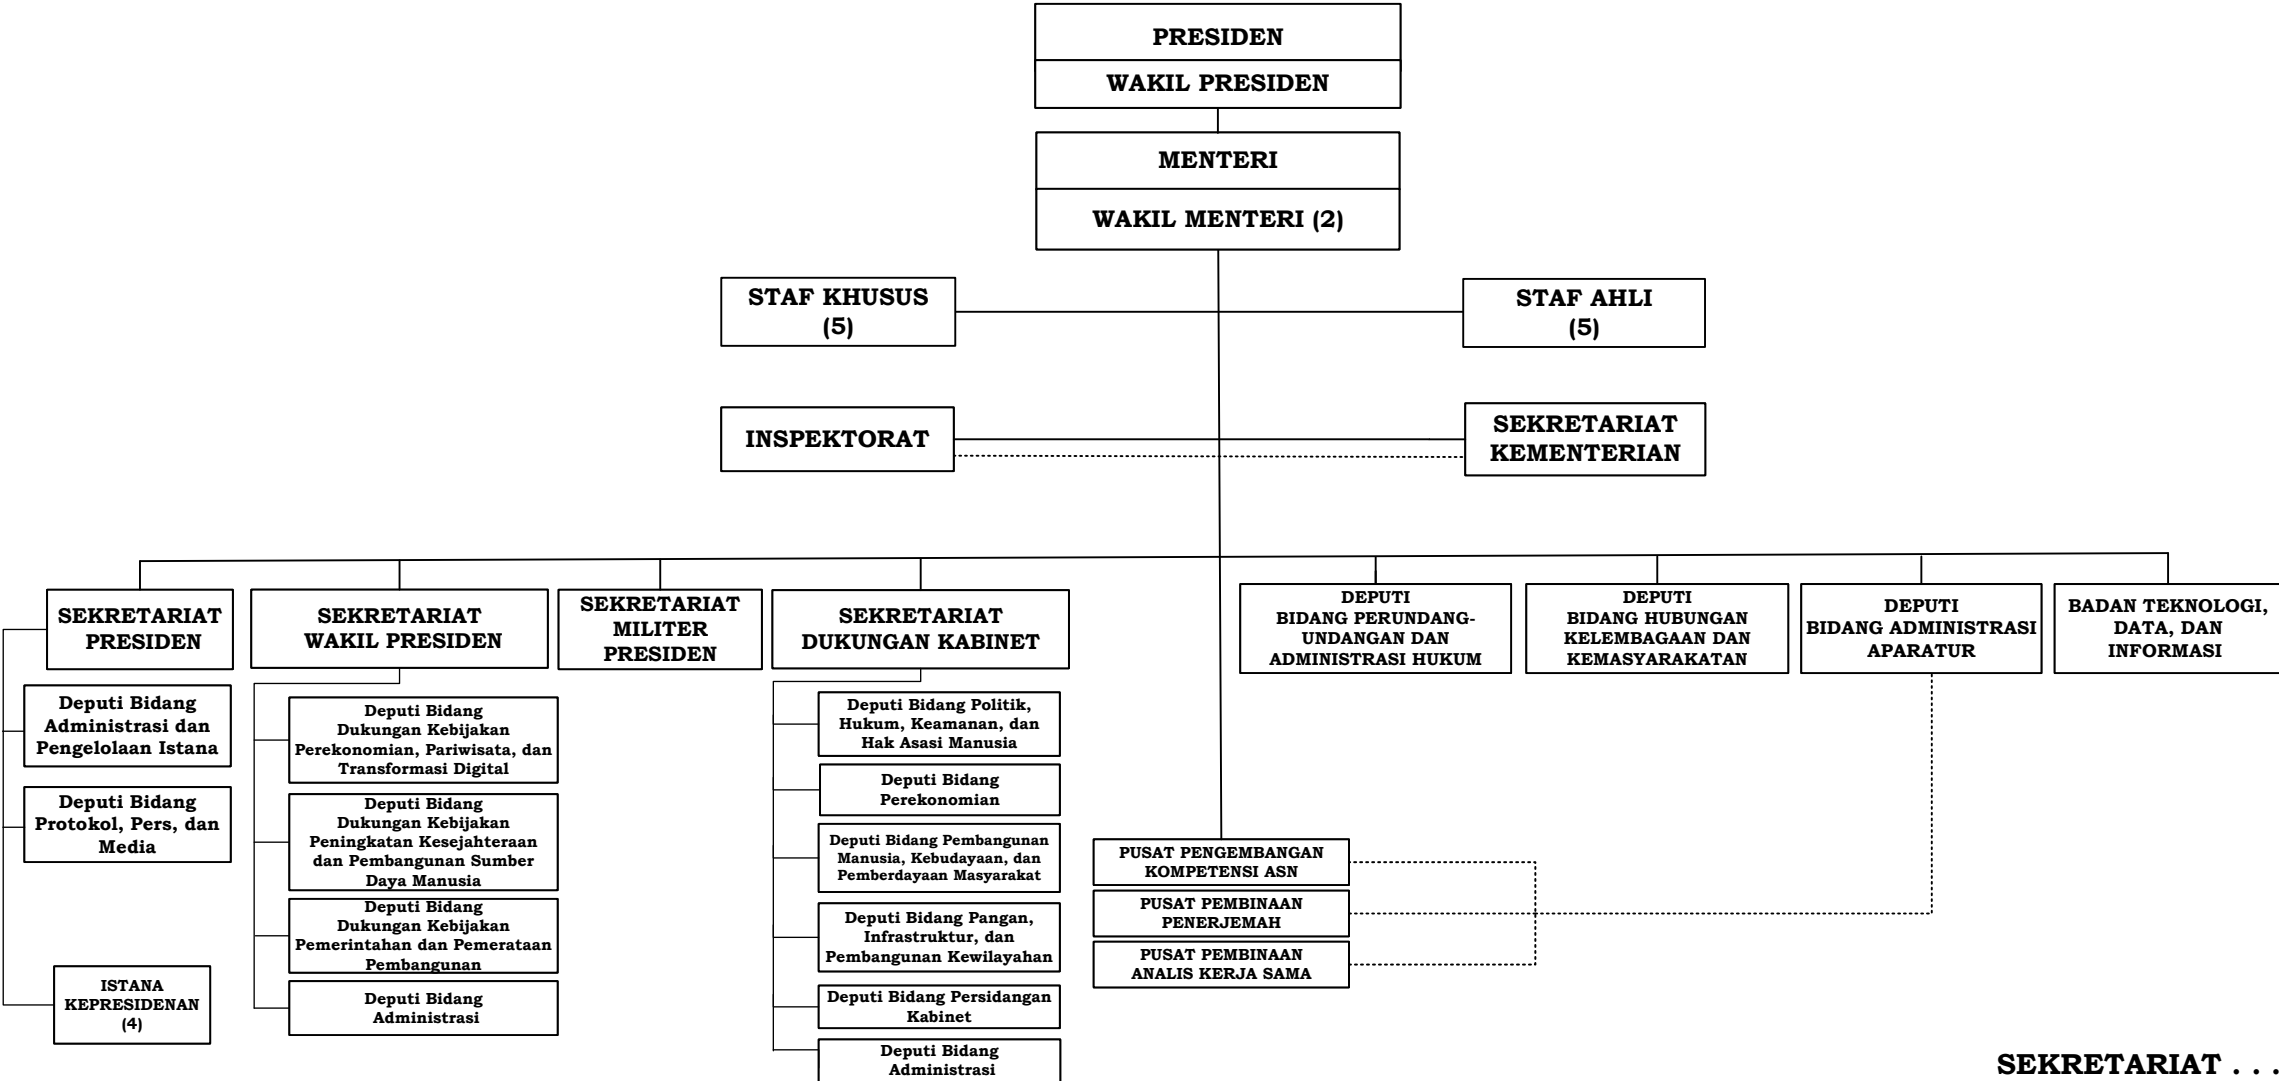 PRESIDEN
WAKIL PRESIDEN
MENTERI
WAKIL MENTERI (2)
STAF KHUSUS
(5)
STAF AHLI
(5)
INSPEKTORAT
SEKRETARIAT
KEMENTERIAN
SEKRETARIAT
PRESIDEN
SEKRETARIAT
WAKIL PRESIDEN
SEKRETARIAT
MILITER
PRESIDEN
SEKRETARIAT
DUKUNGAN KABINET
DEPUTI
BIDANG PERUNDANG-
UNDANGAN DAN
ADMINISTRASI HUKUM
DEPUTI
BIDANG HUBUNGAN
KELEMBAGAAN DAN
KEMASYARAKATAN
DEPUTI
BIDANG ADMINISTRASI
APARATUR
BADAN TEKNOLOGI,
DATA, DAN
INFORMASI
Deputi Bidang
Administrasi dan
Pengelolaan Istana
Deputi Bidang
Protokol, Pers, dan
Media
ISTANA
KEPRESIDENAN
(4)
Deputi Bidang
Dukungan Kebijakan
Perekonomian, Pariwisata, dan
Transformasi Digital
Deputi Bidang
Dukungan Kebijakan
Peningkatan Kesejahteraan
dan Pembangunan Sumber
Daya Manusia
Deputi Bidang
Dukungan Kebijakan
Pemerintahan dan Pemerataan
Pembangunan
Deputi Bidang
Administrasi
Deputi Bidang Politik,
Hukum, Keamanan, dan
Hak Asasi Manusia
Deputi Bidang
Perekonomian
Deputi Bidang Pembangunan
Manusia, Kebudayaan, dan
Pemberdayaan Masyarakat
Deputi Bidang Pangan,
Infrastruktur, dan
Pembangunan Kewilayahan
Deputi Bidang Persidangan
Kabinet
Deputi Bidang
Administrasi
PUSAT PENGEMBANGAN
KOMPETENSI ASN
PUSAT PEMBINAAN
PENERJEMAH
PUSAT PEMBINAAN
ANALIS KERJA SAMA
SEKRETARIAT . . .